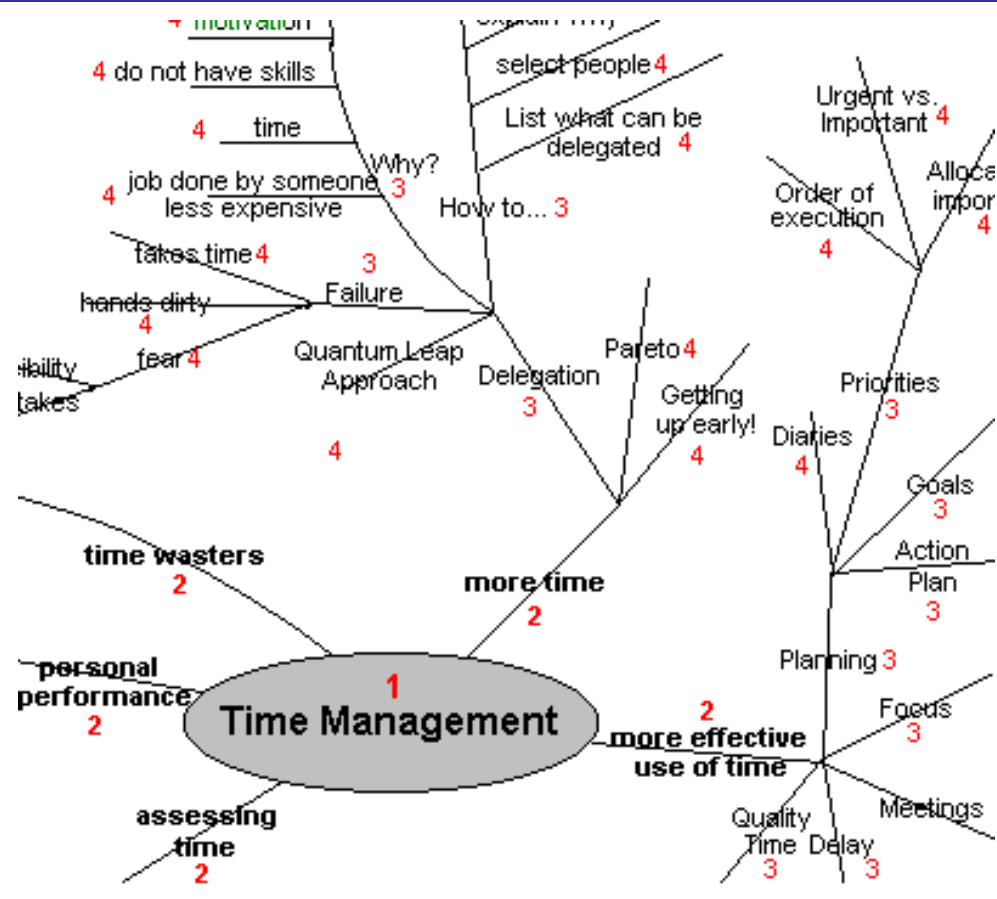 4 motivation
explain why
4 do not have skills
select people 4
4 time
List what can be
delegated 4
Urgent vs.
Important 4
Why?
3
4 job done by someone
less expensive
How to... 3
Order of
execution
4
4
takes time 4
3
Failure
hands dirty
4
fear 4
Quantum Leap
Approach
4
Delegation
3
Pareto 4
Getting
up early!
4
Priorities
3
Diaries
4
Goals
3
Action
Plan
3
time wasters
2
more time
2
Planning 3
personal
performance
2
1
Time Management
2
more effective
use of time
Focus
3
Meetings
assessing
time
2
Quality
Time
3
Delay
3